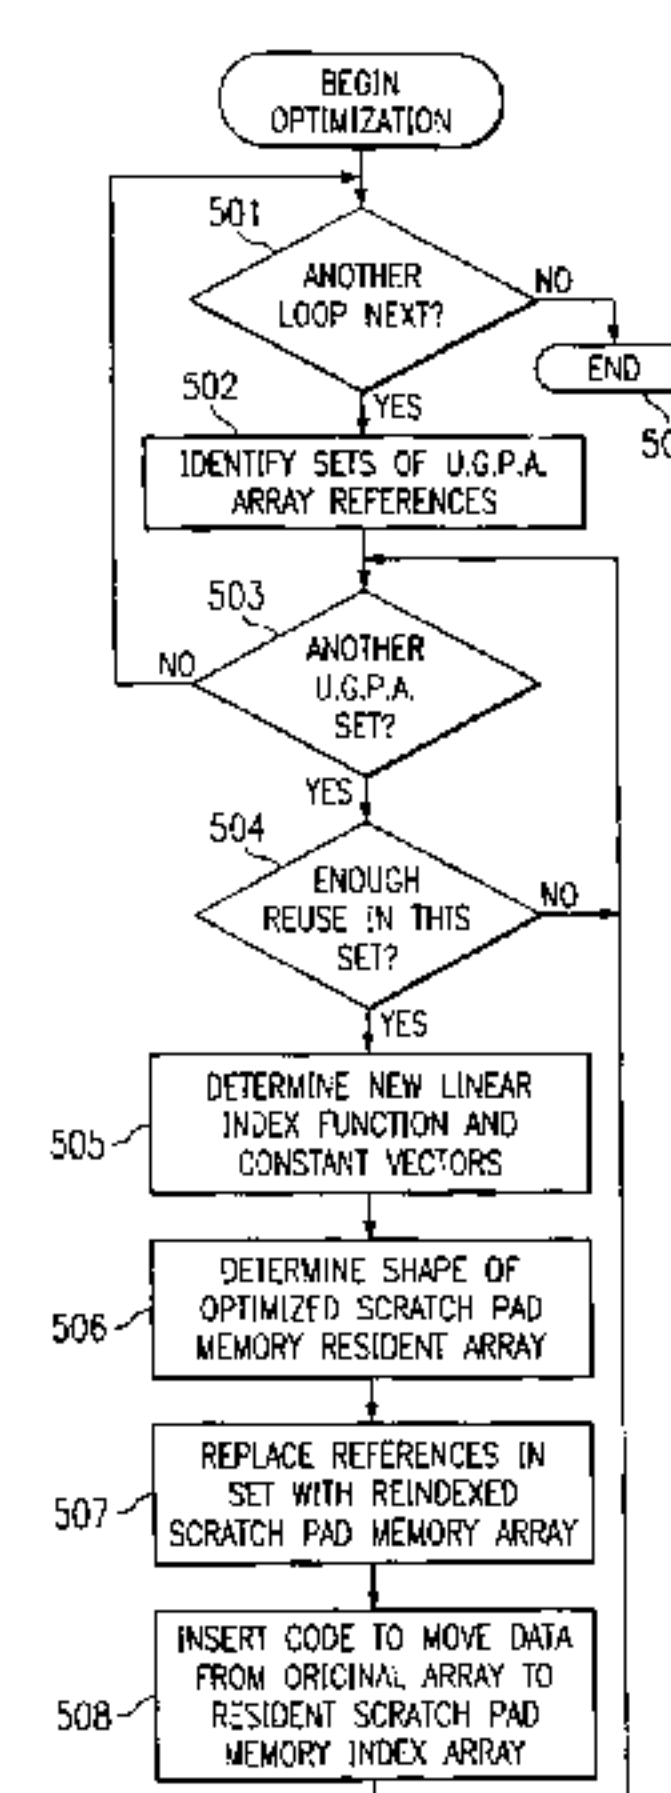 BEGIN
OPTIMIZATION
501
ANOTHER
LOOP NEXT?
NO
END
502
YES
IDENTIFY SETS OF U.G.P.A.
ARRAY REFERENCES
503
ANOTHER
U.G.P.A.
SET?
NO
YES
504
ENOUGH
REUSE IN THIS
SET?
NO
YES
505
DETERMINE NEW LINEAR
INDEX FUNCTION AND
CONSTANT VECTORS
506
DETERMINE SHAPE OF
OPTIMIZED SCRATCH PAD
MEMORY RESIDENT ARRAY
507
REPLACE REFERENCES IN
SET WITH REINDEXED
SCRATCH PAD MEMORY ARRAY
508
INSERT CODE TO MOVE DATA
FROM ORIGINAL ARRAY TO
RESIDENT SCRATCH PAD
MEMORY INDEX ARRAY